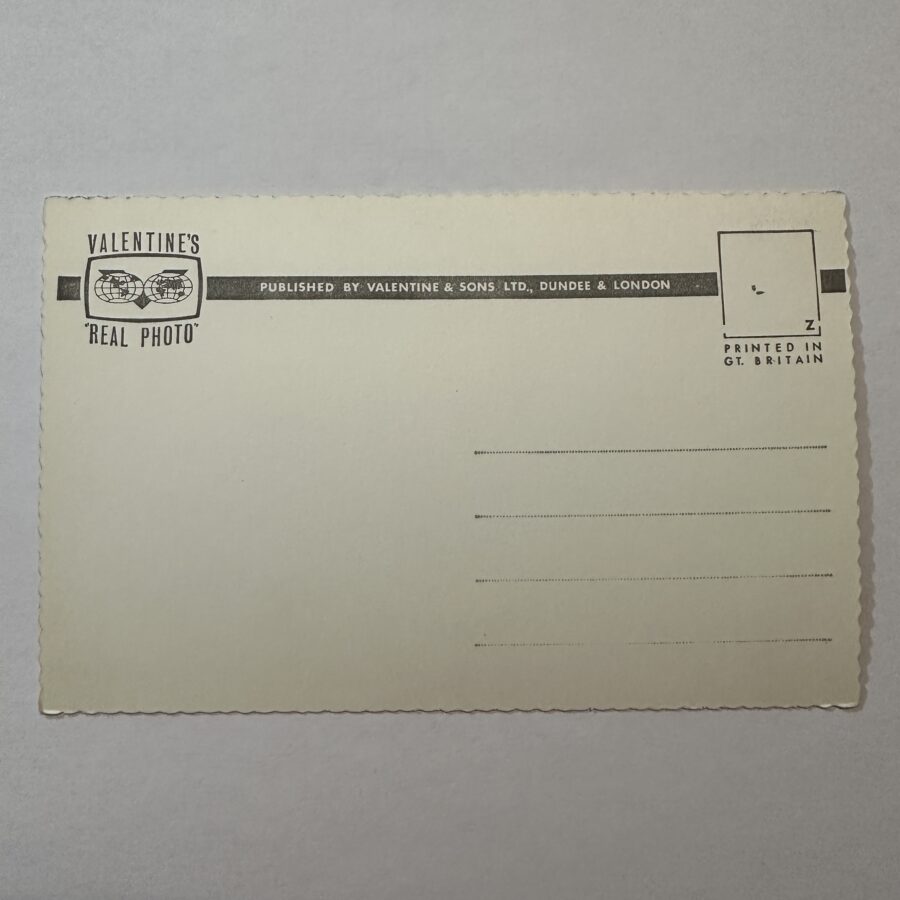 VALENTINE'S
"REAL PHOTO"
PUBLISHED BY VALENTINE & SONS LTD., DUNDEE & LONDON
Z
PRINTED IN
GT. BRITAIN